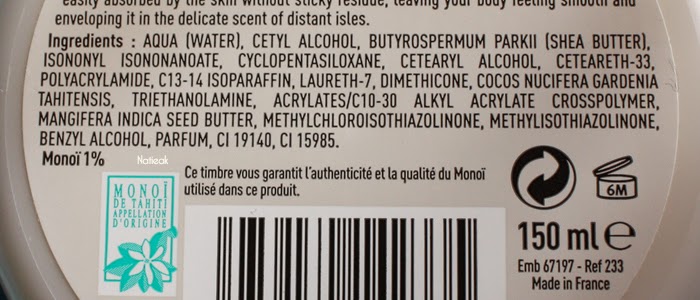 easily absorbed by the skin without sticky residue, leaving your body feeling smooth and
enveloping it in the delicate scent of distant isles.
Ingredients : AQUA (WATER), CETYL ALCOHOL, BUTYROSPERMUM PARKII (SHEA BUTTER),
ISONONYL ISONONANOATE, CYCLOPENTASILOXANE, CETEARYL ALCOHOL, CETEARETH-33,
POLYACRYLAMIDE, C13-14 ISOPARAFFIN, LAURETH-7, DIMETHICONE, COCOS NUCIFERA GARDENIA
TAHITENSIS, TRIETHANOLAMINE, ACRYLATES/C10-30 ALKYL ACRYLATE CROSSPOLYMER,
MANGIFERA INDICA SEED BUTTER, METHYLCHLOROISOTHIAZOLINONE, METHYLISOTHIAZOLINONE,
BENZYL ALCOHOL, PARFUM, CI 19140, CI 15985.
Monoï 1%
Natieak
MONOÏ
DE TAHITI
APPELLATION
D'ORIGINE
Ce timbre vous garantit l'authenticité et la qualité du Monoï
utilisé dans ce produit.
6M
150 ml e
Emb 67197 - Ref 233
Made in France